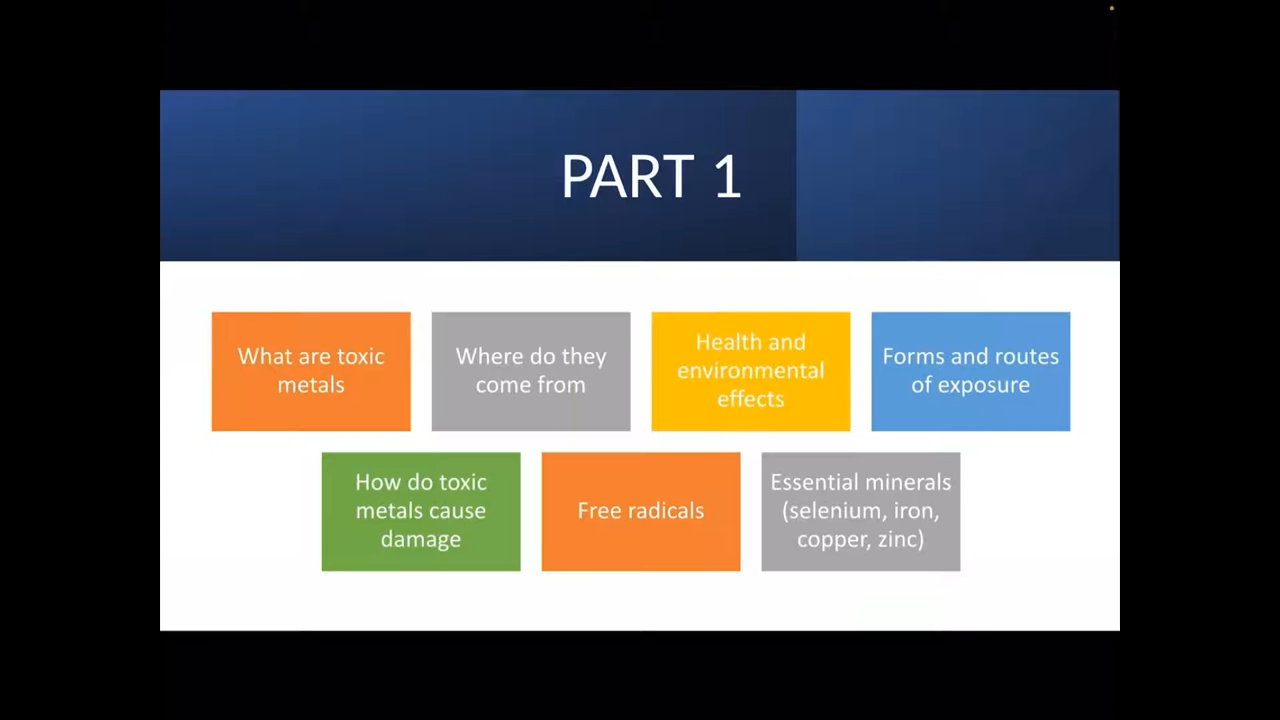 PART 1
What are toxic
metals
Where do they
come from
Health and
environmental
effects
Forms and routes
of exposure
How do toxic
metals cause
damage
Free radicals
Essential minerals
(selenium, iron,
copper, zinc)